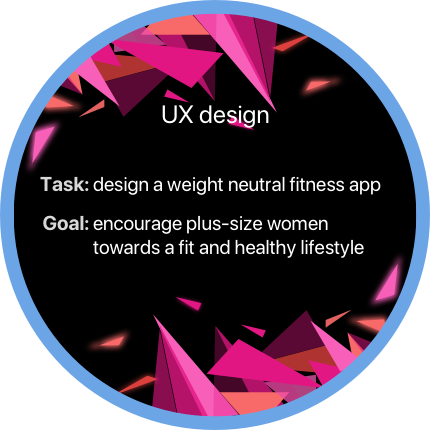 UX design
Task: design a weight neutral fitness app
Goal: encourage plus-size women
towards a fit and healthy lifestyle